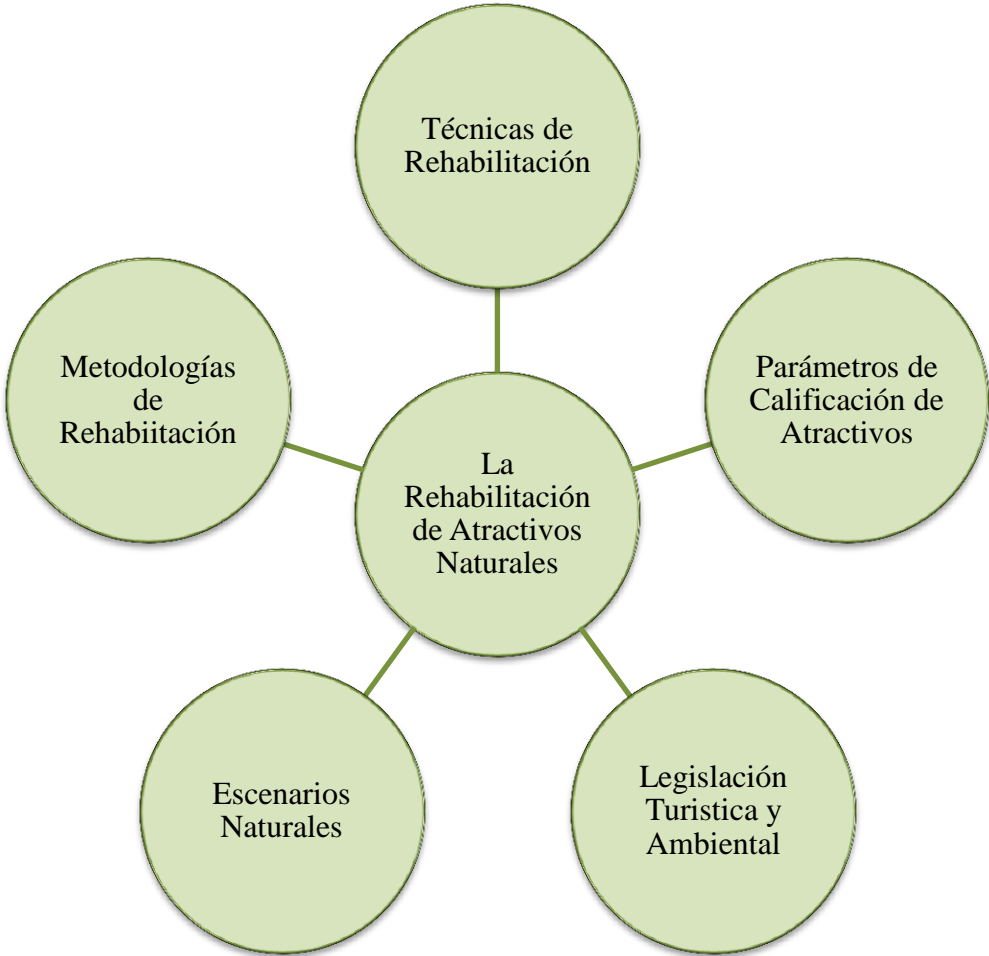 Técnicas de
Rehabilitación
Metodologías
de
Rehabiitación
Parámetros de
Calificación de
Atractivos
La
Rehabilitación
de Atractivos
Naturales
Escenarios
Naturales
Legislación
Turistica y
Ambiental